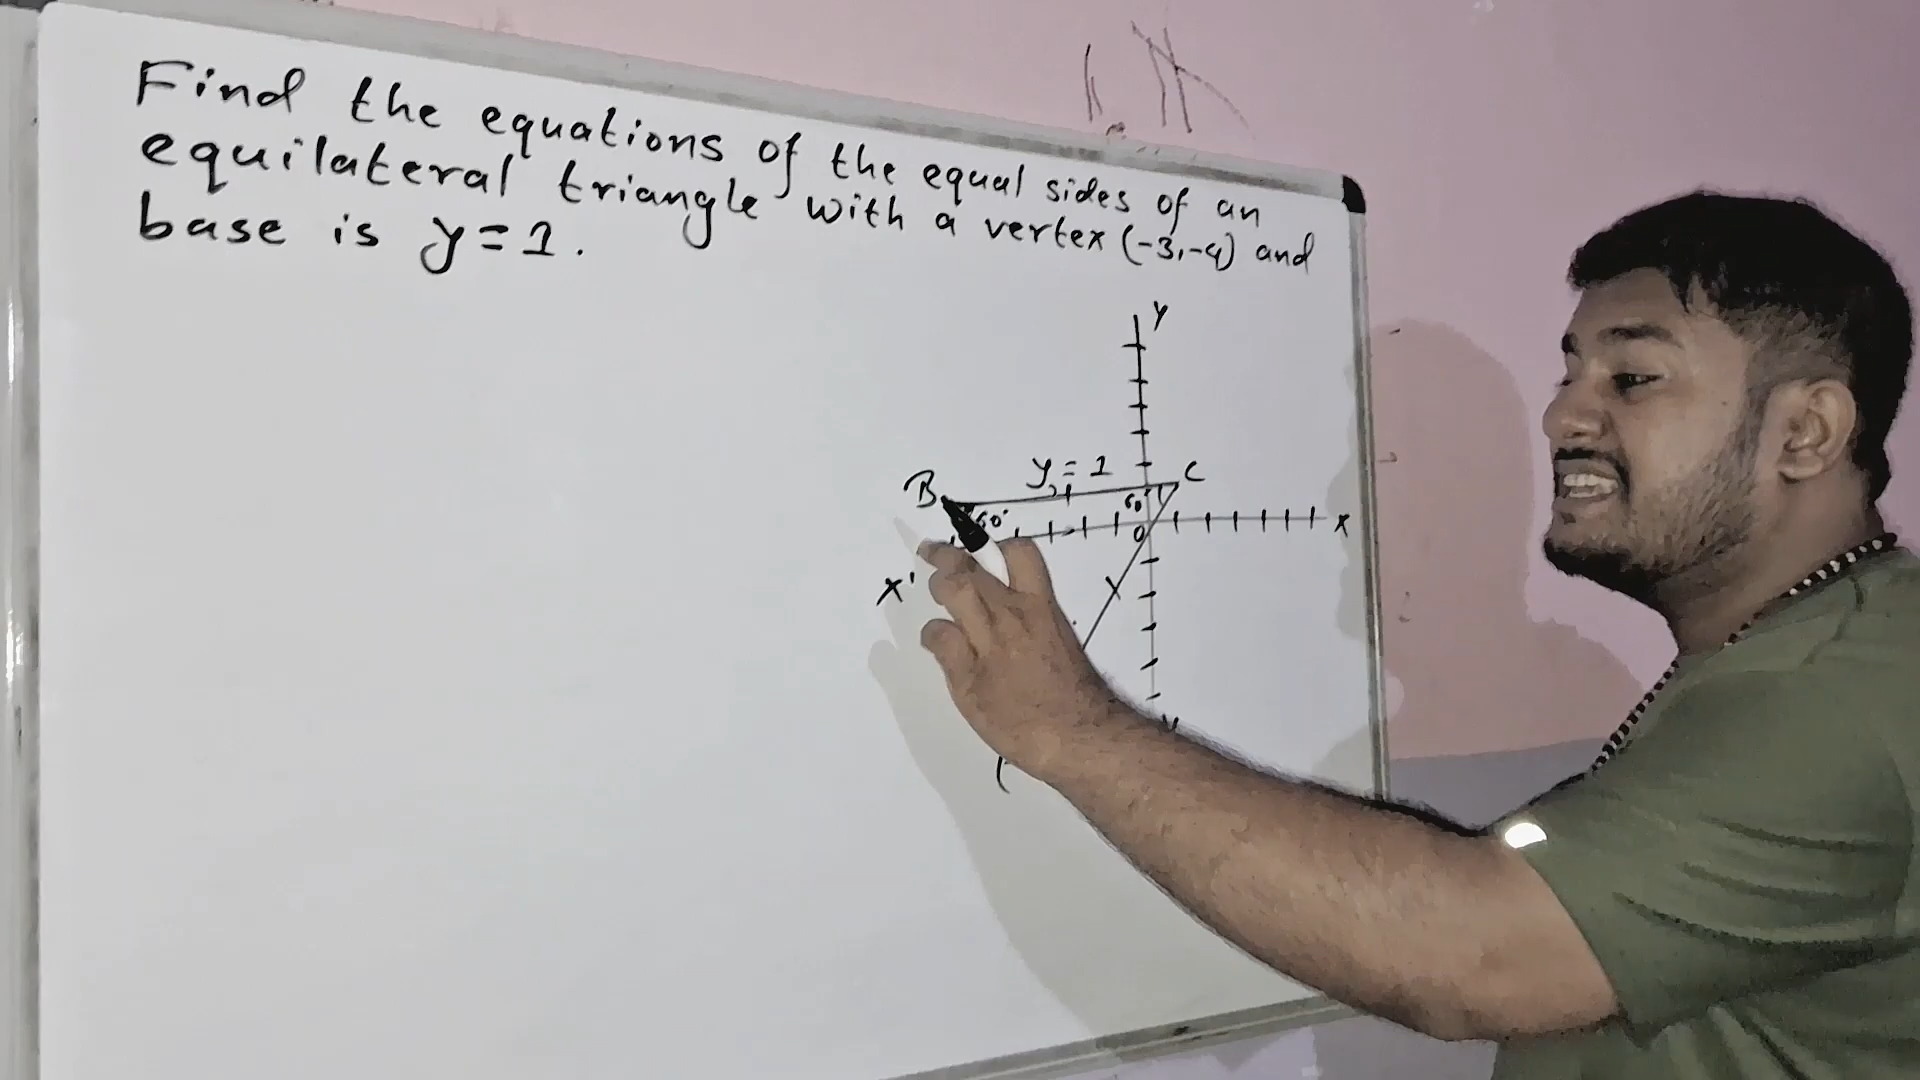 Find the equations of the equal sides of an
equilateral triangle with a vertex (-3,-4) and
base is y=1.
Y
y=1
B
C
60°
60°
O
X
X'